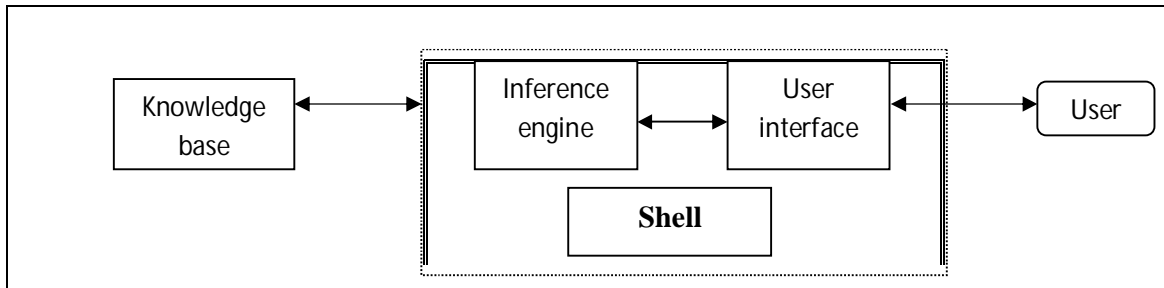 Knowledge
base
Inference
engine
User
interface
User
Shell